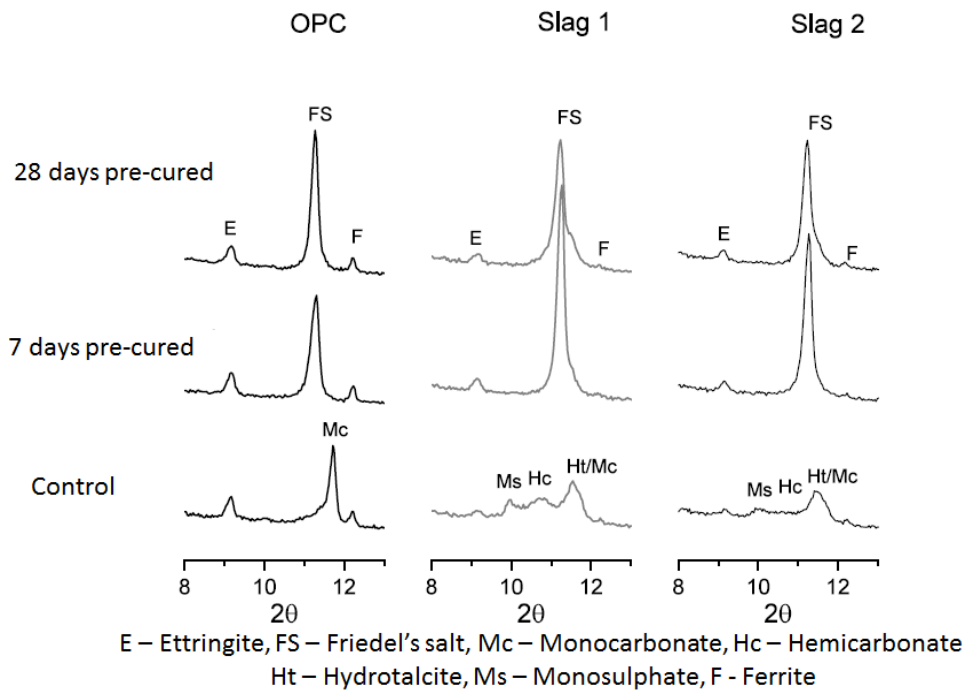 OPC Slag 1 Slag 2
FS FS FS
28 days pre-cured
E F E F E F
7 days pre-cured
Mc
Control
Ms Hc Ht/Mc Ms Hc Ht/Mc
8 10 12 8 10 12 8 10 12
2θ 2θ 2θ
E – Ettringite, FS – Friedel's salt, Mc – Monocarbonate, Hc – Hemicarbonate
Ht – Hydrotalcite, Ms – Monosulphate, F - Ferrite